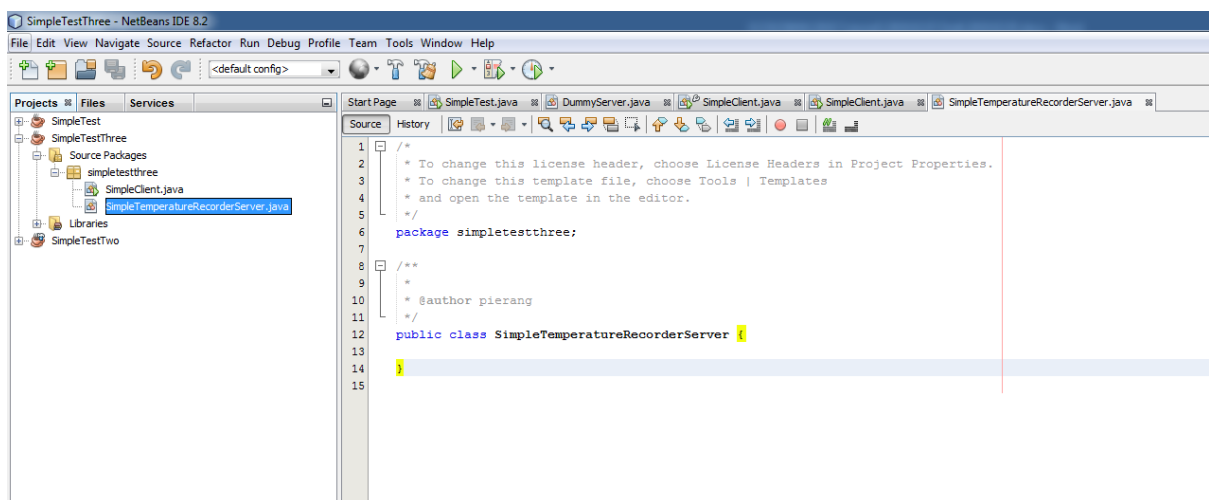 SimpleTestThree - NetBeans IDE 8.2
File Edit View Navigate Source Refactor Run Debug Profile Team Tools Window Help
<default config>
Projects Files Services
Start Page SimpleTest.java DummyServer.java SimpleClient.java SimpleClient.java SimpleTemperatureRecorderServer.java
Source History
SimpleTest
SimpleTestThree
Source Packages
simpletestthree
SimpleClient.java
SimpleTemperatureRecorderServer.java
Libraries
SimpleTestTwo
1 /*
2 * To change this license header, choose License Headers in Project Properties.
3 * To change this template file, choose Tools | Templates
4 * and open the template in the editor.
5 */
6 package simpletestthree;
7
8 /**
9 *
10 * @author pierang
11 */
12 public class SimpleTemperatureRecorderServer {
13
14 }
15